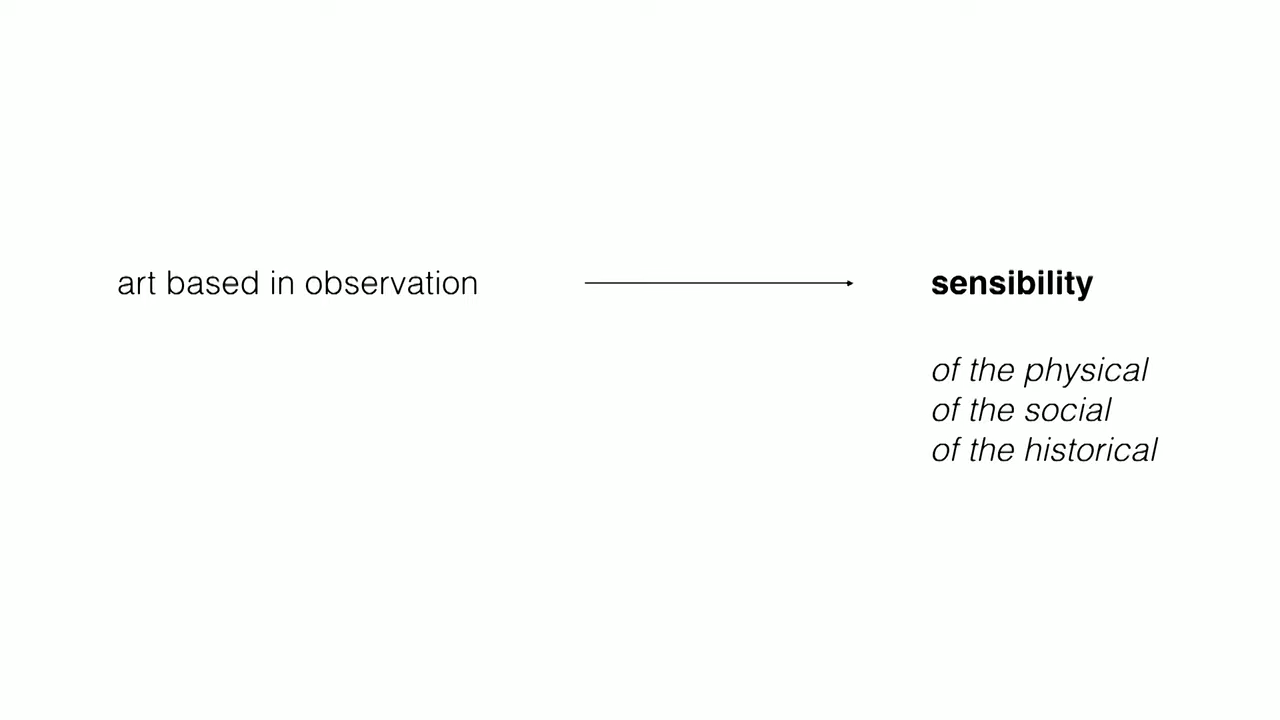 art based in observation
sensibility
of the physical
of the social
of the historical